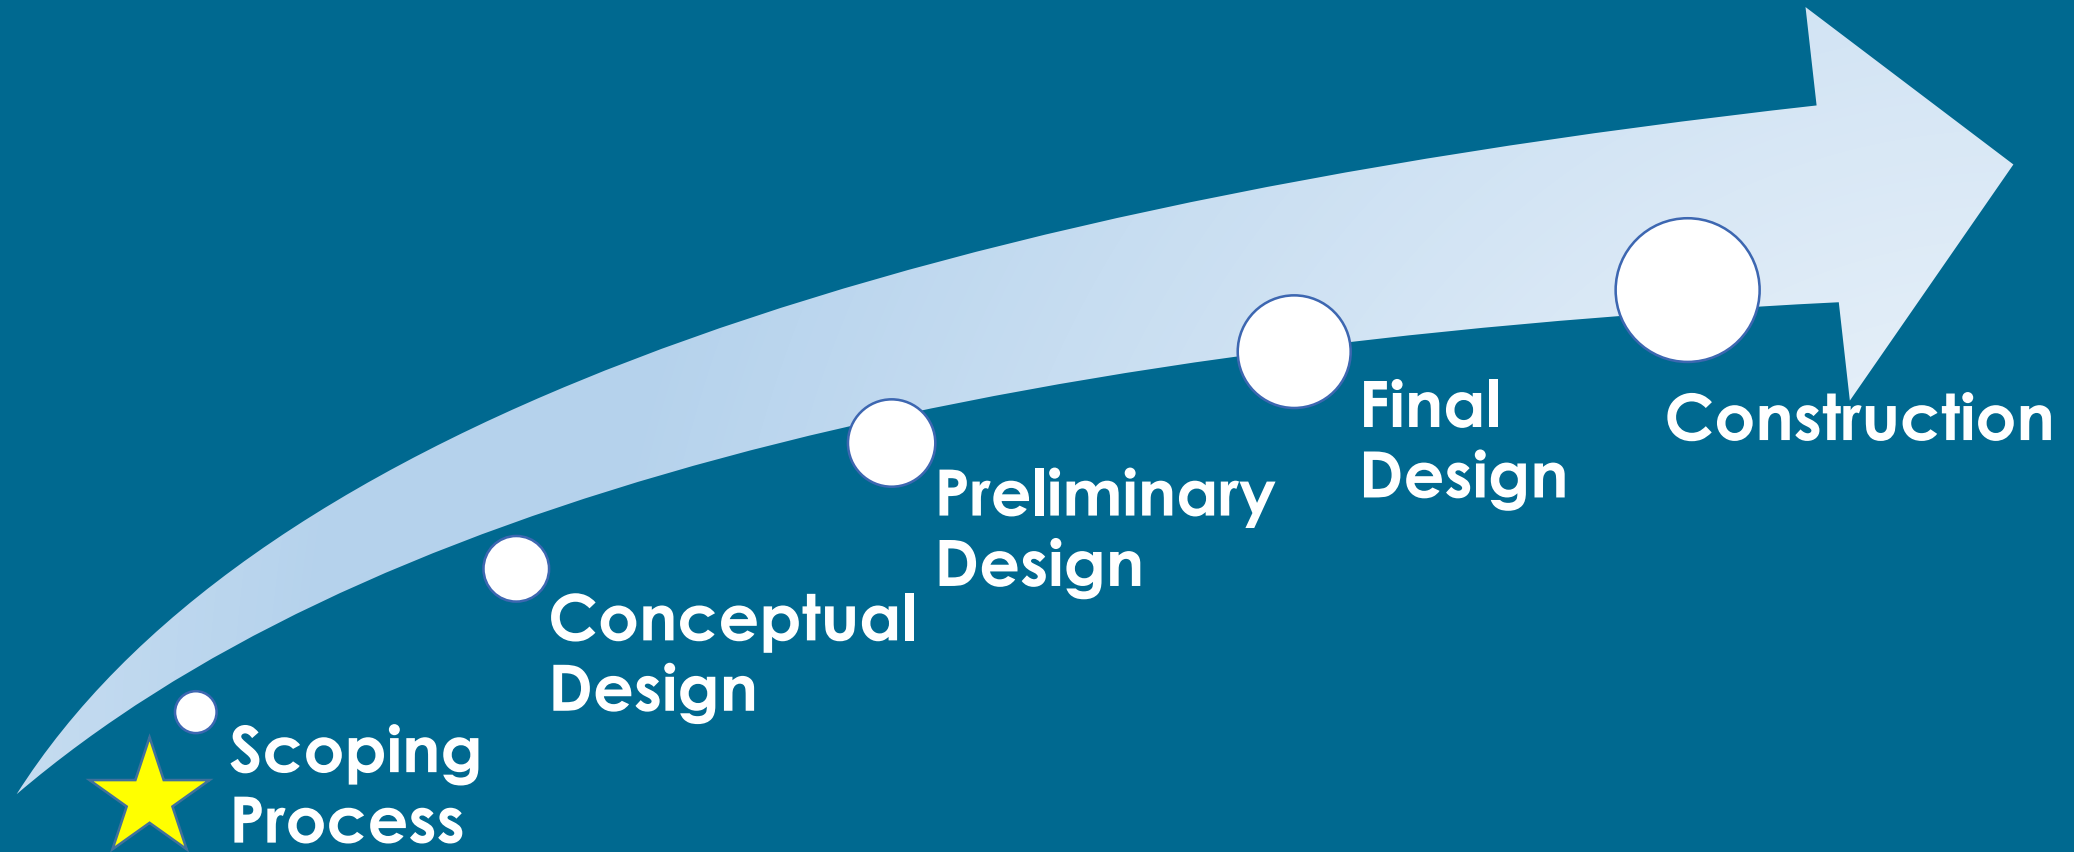 Scoping
Process
Conceptual
Design
Preliminary
Design
Final
Design
Construction